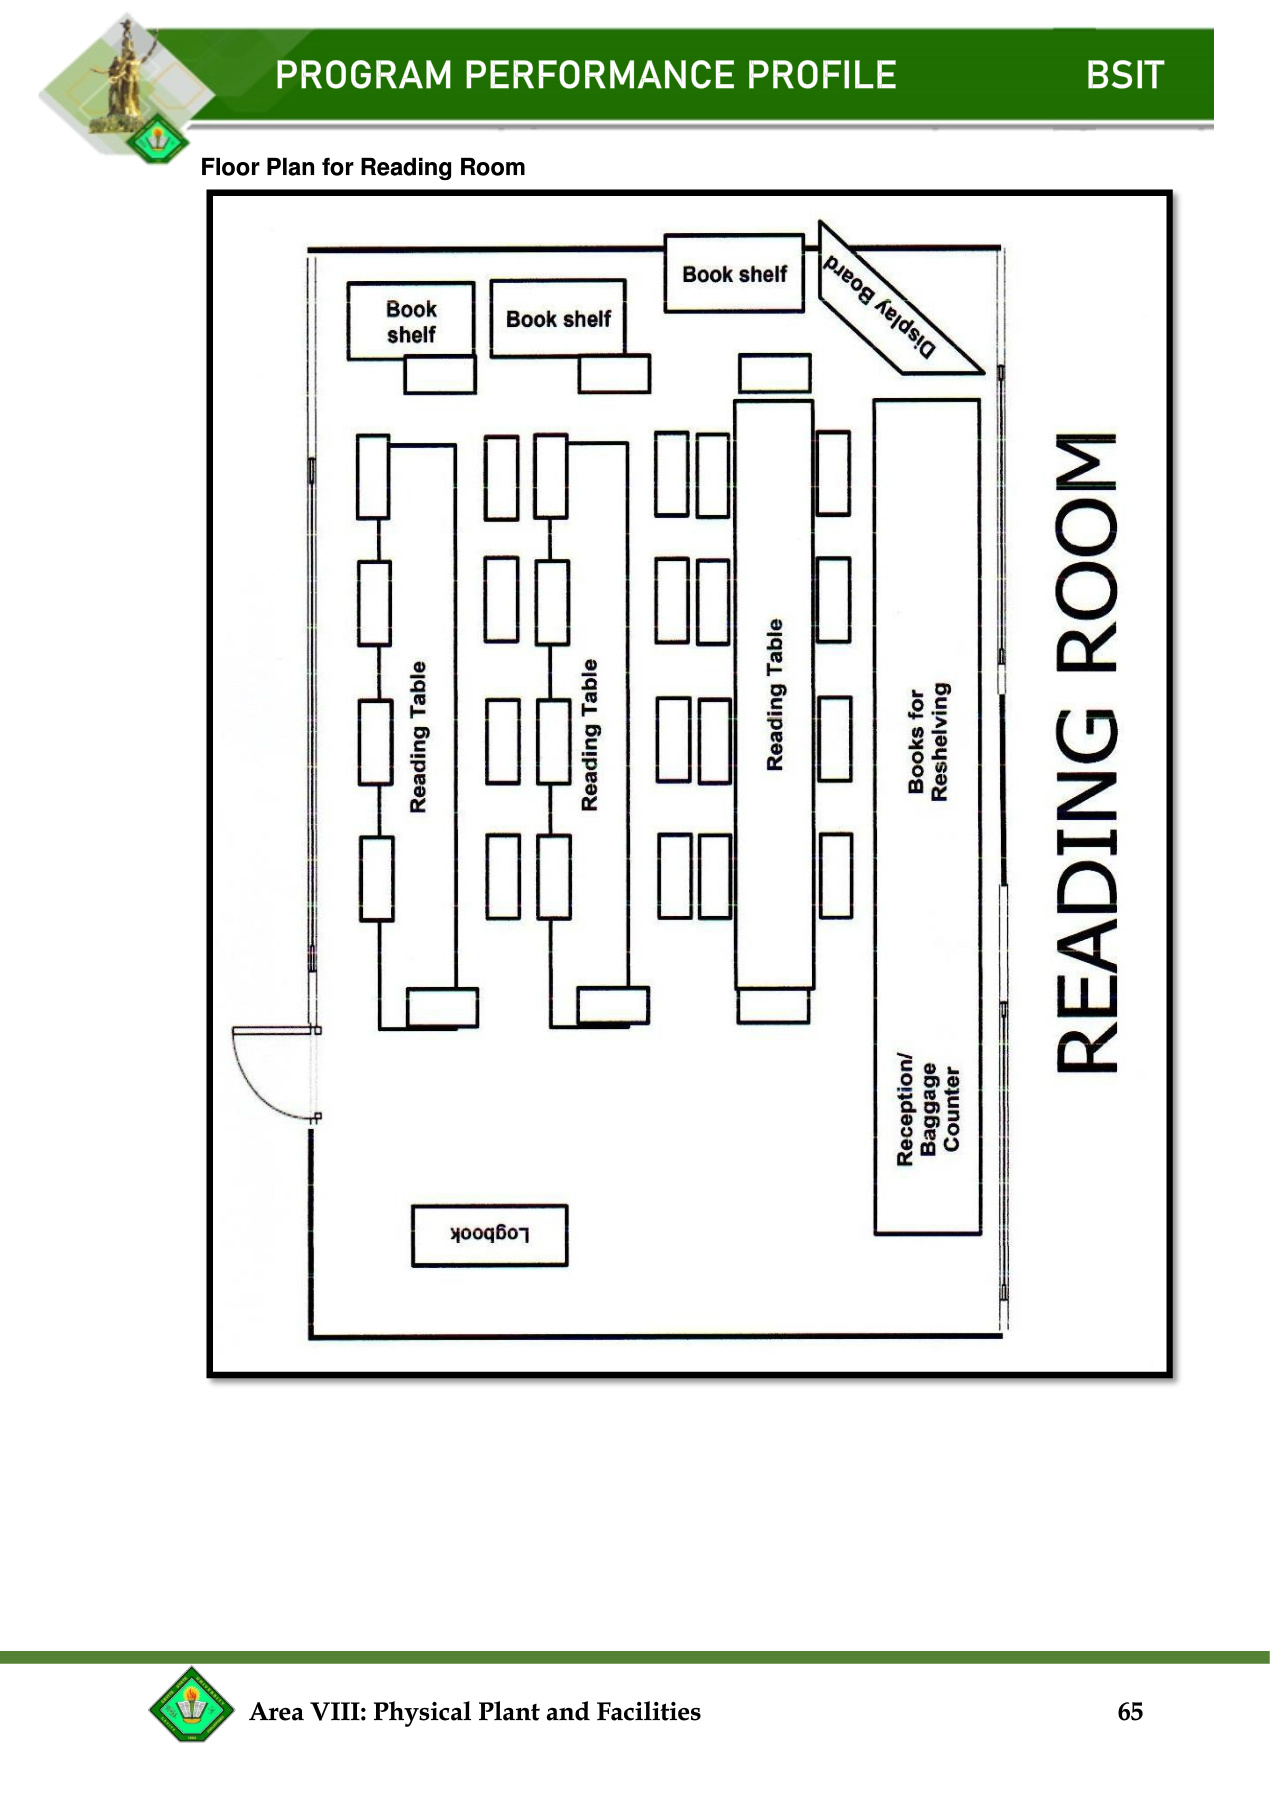 PROGRAM PERFORMANCE PROFILE BSIT
Floor Plan for Reading Room
Book shelf
Display Board
Book
shelf
Book shelf
Reading Table
Reading Table
Reading Table
Books for
Reshelving
READING ROOM
Reception/
Baggage
Counter
Logbook
Area VIII: Physical Plant and Facilities 65